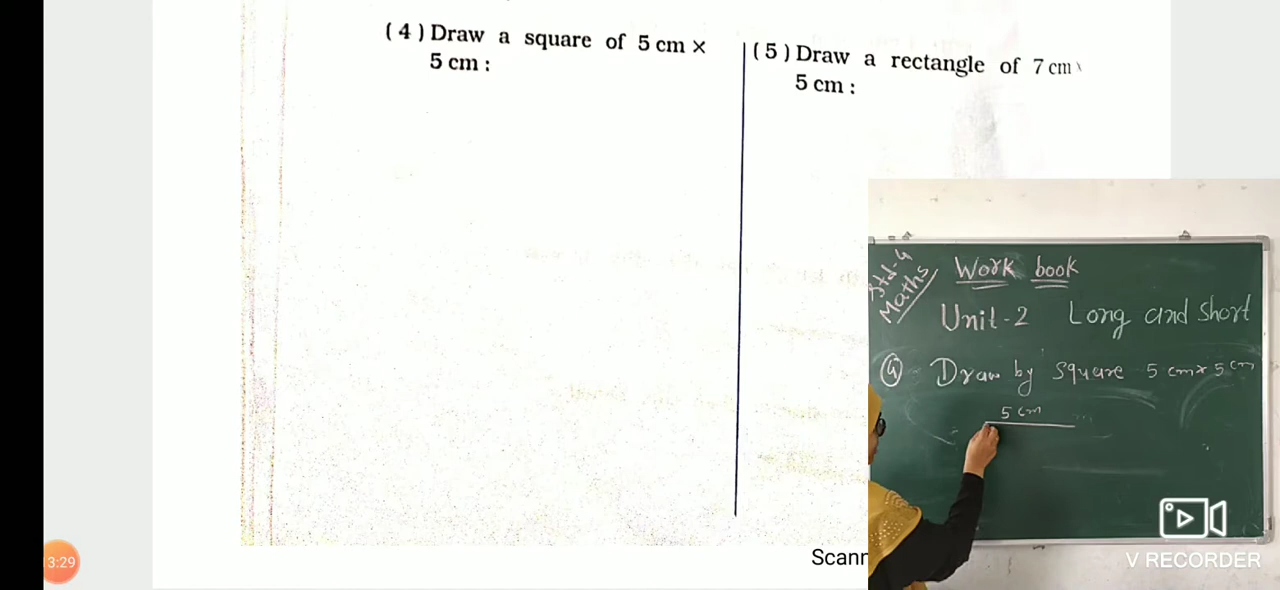 ( 4 ) Draw a square of 5 cm ×
5 cm :
( 5 ) Draw a rectangle of 7 cm ×
5 cm :
Std-4
Maths
Work book
Unit-2 Long and Short
④ Draw by square 5 cm × 5 cm
5 cm
3:29
Scann
V RECORDER